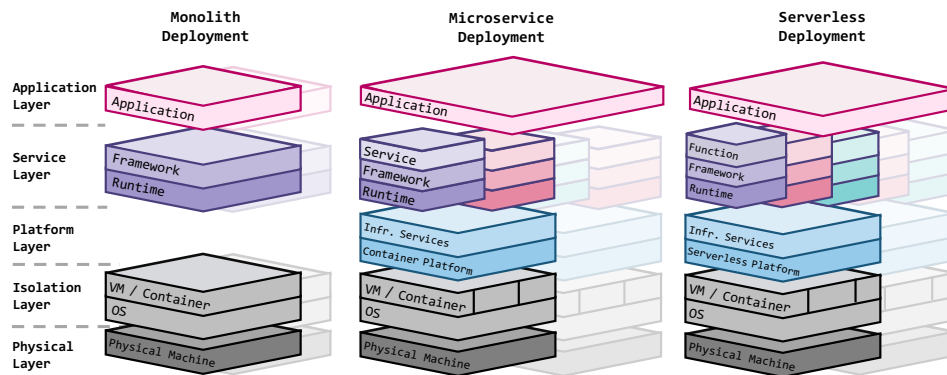 Monolith
Deployment
Microservice
Deployment
Serverless
Deployment
Application
Layer
Application
Application
Application
Service
Layer
Framework
Runtime
Service
Framework
Runtime
Function
Framework
Runtime
Platform
Layer
Infr. Services
Container Platform
Infr. Services
Serverless Platform
Isolation
Layer
VM / Container
OS
VM / Container
OS
VM / Container
OS
Physical
Layer
Physical Machine
Physical Machine
Physical Machine